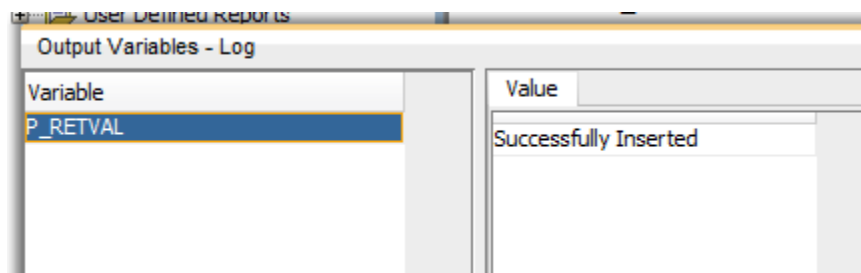 User Defined Reports
Output Variables - Log
Variable
Value
P_RETVAL
Successfully Inserted